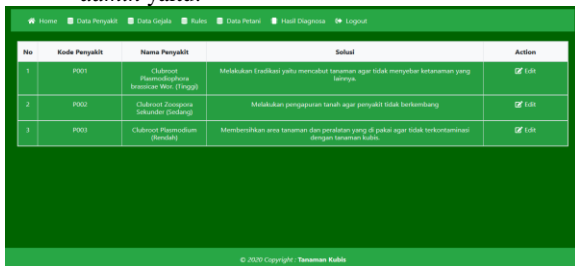 Home Data Penyakit Data Gejala Rules Data Petani Hasil Diagnosa Logout
No Kode Penyakit Nama Penyakit Solusi Action
1 P001 Clubroot Plasmodiophora brassicae Wor. (Tinggi) Melakukan Eradikasi yaitu mencabut tanaman agar tidak menyebar ketanaman yang lainnya. Edit
2 P002 Clubroot Zoospora Sekunder (Sedang) Melakukan pengapuran tanah agar penyakit tidak berkembang Edit
3 P003 Clubroot Plasmodium (Rendah) Membersihkan area tanaman dan peralatan yang di pakai agar tidak terkontaminasi dengan tanaman kubis. Edit
© 2020 Copyright : Tanaman Kubis